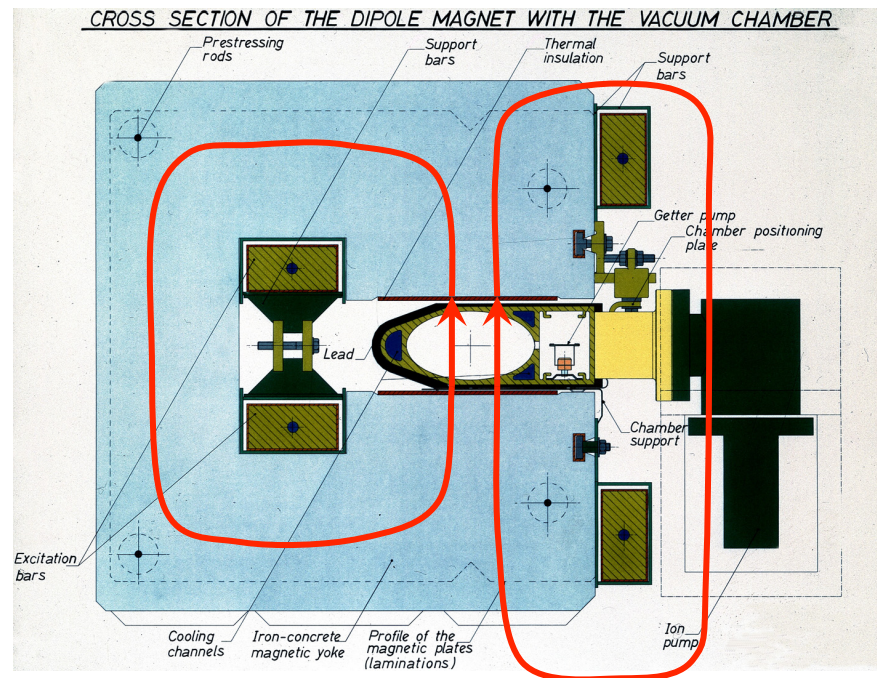 CROSS SECTION OF THE DIPOLE MAGNET WITH THE VACUUM CHAMBER
Prestressing
rods
Support
bars
Thermal
insulation
Support
bars
Getter pump
Chamber positioning
plate
Lead
Chamber
support
Excitation
bars
Cooling
channels
Iron-concrete
magnetic yoke
Profile of the
magnetic plates
(laminations)
Ion
pump